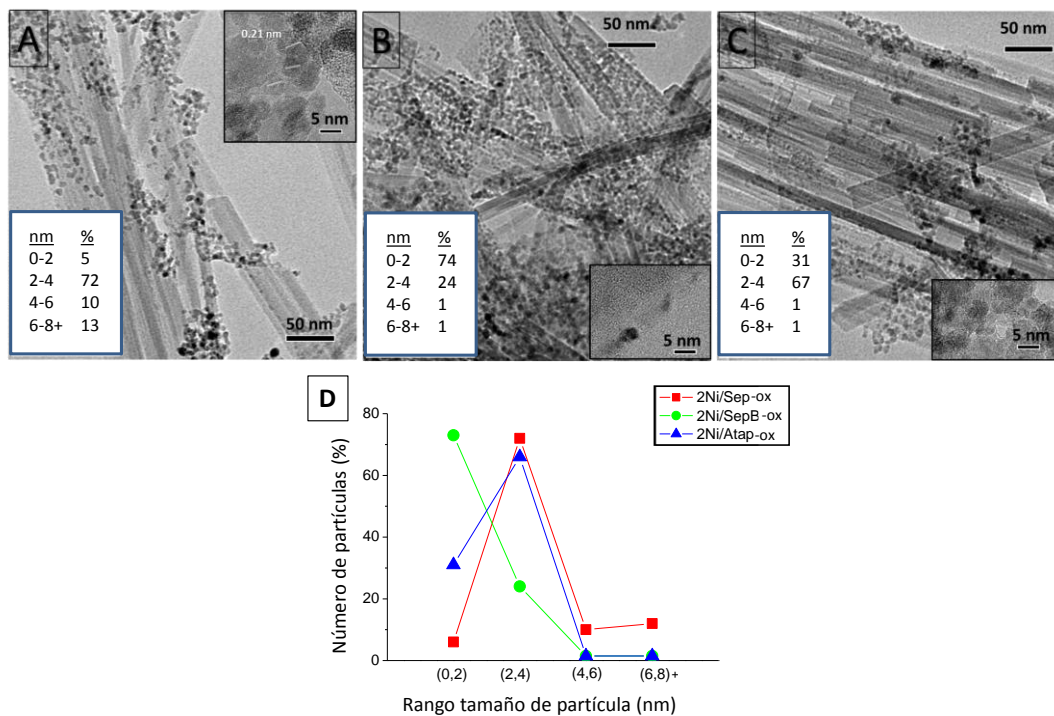 A
0.21 nm
5 nm
nm %
0-2 5
2-4 72
4-6 10
6-8+ 13
50 nm
B
50 nm
nm %
0-2 74
2-4 24
4-6 1
6-8+ 1
5 nm
C
50 nm
nm %
0-2 31
2-4 67
4-6 1
6-8+ 1
5 nm
D
2Ni/Sep-ox
2Ni/SepB-ox
2Ni/Atap-ox
Número de partículas (%)
80
60
40
20
0
(0,2) (2,4) (4,6) (6,8)+
Rango tamaño de partícula (nm)